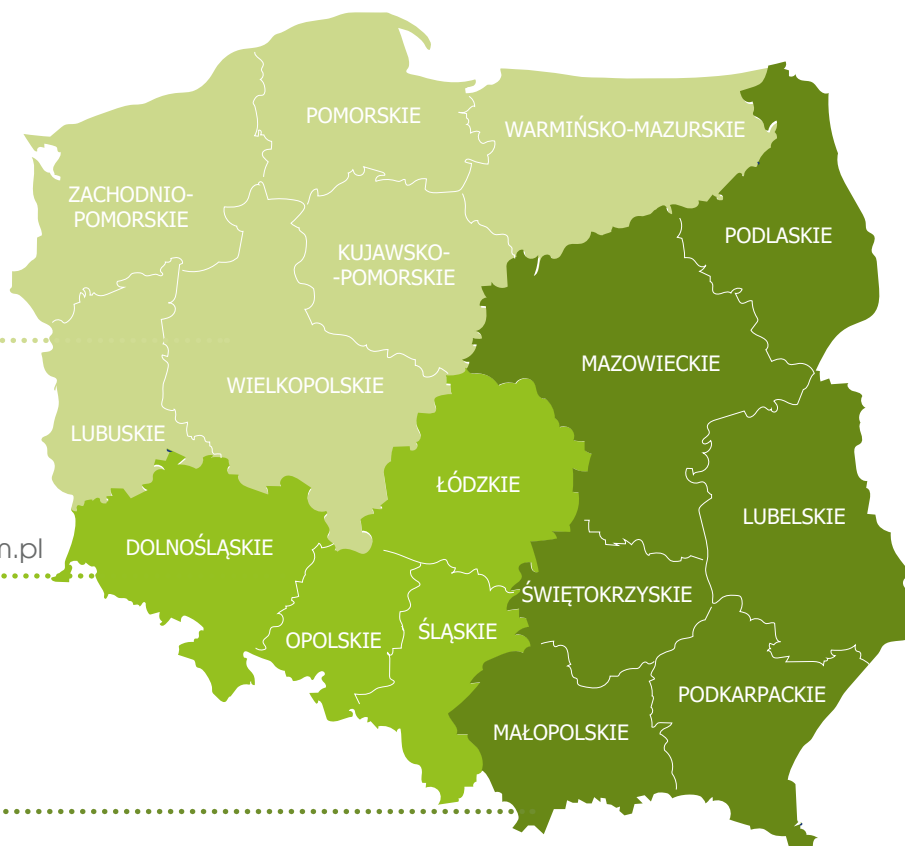 POMORSKIE
WARMIŃSKO-MAZURSKIE
ZACHODNIO-
POMORSKIE
PODLASKIE
KUJAWSKO-
-POMORSKIE
MAZOWIECKIE
WIELKOPOLSKIE
LUBUSKIE
ŁÓDZKIE
LUBELSKIE
m.pl
DOLNOŚLĄSKIE
ŚWIĘTOKRZYSKIE
OPOLSKIE
ŚLĄSKIE
PODKARPACKIE
MAŁOPOLSKIE